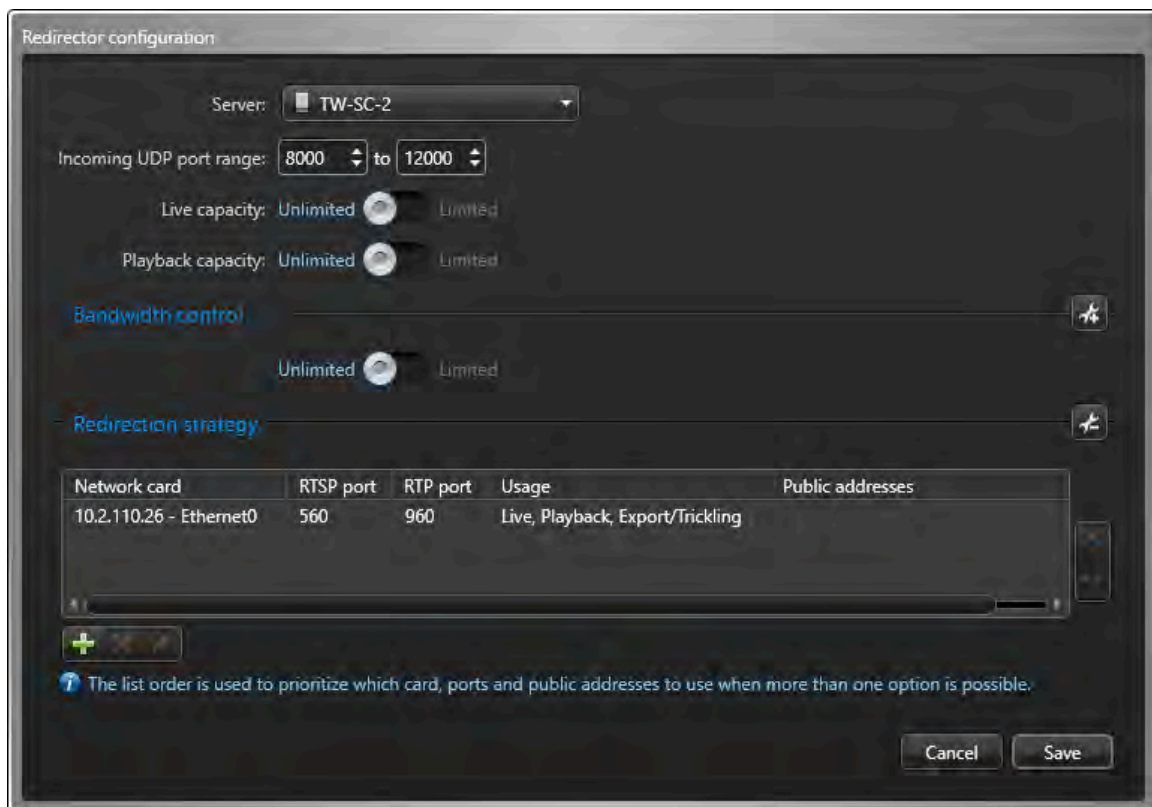 Redirector configuration
Server: TW-SC-2
Incoming UDP port range: 8000 to 12000
Live capacity: Unlimited Limited
Playback capacity: Unlimited Limited
Bandwidth control
Unlimited Limited
Redirection strategy
Network card RTSP port RTP port Usage Public addresses
10.2.110.26 - Ethernet0 560 960 Live, Playback, Export/Trickling
The list order is used to prioritize which card, ports and public addresses to use when more than one option is possible.
Cancel Save